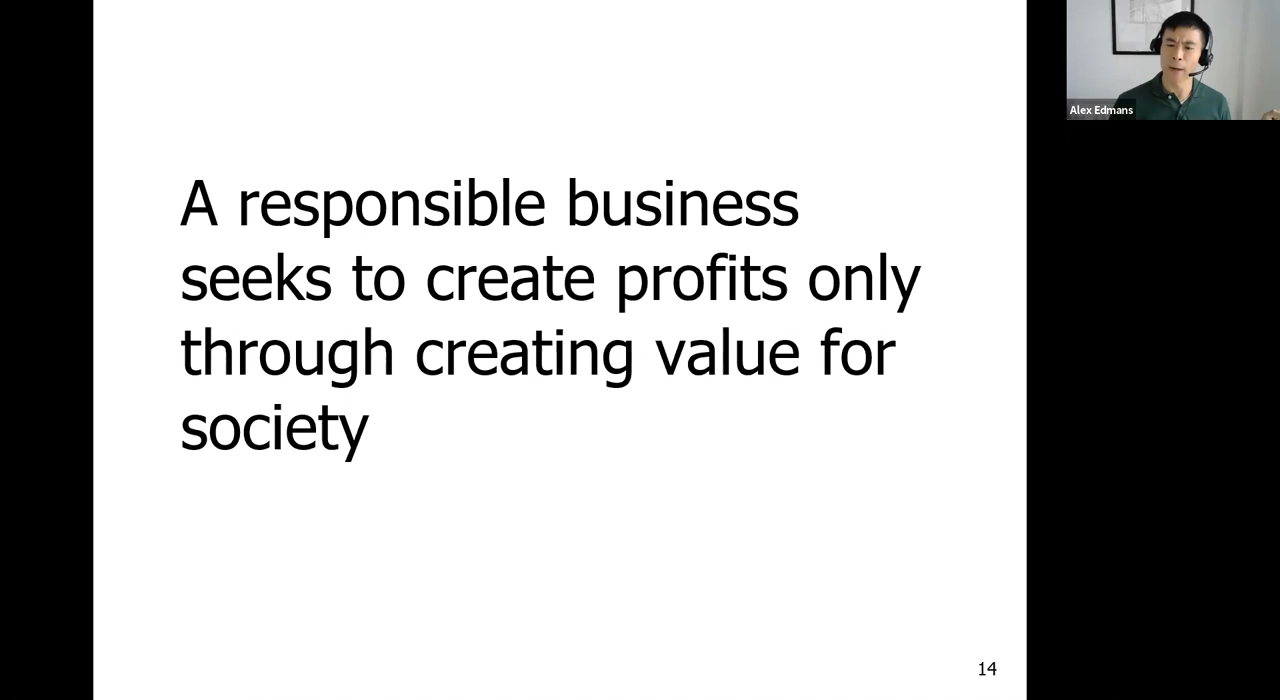 A responsible business
seeks to create profits only
through creating value for
society
14
Alex Edmans